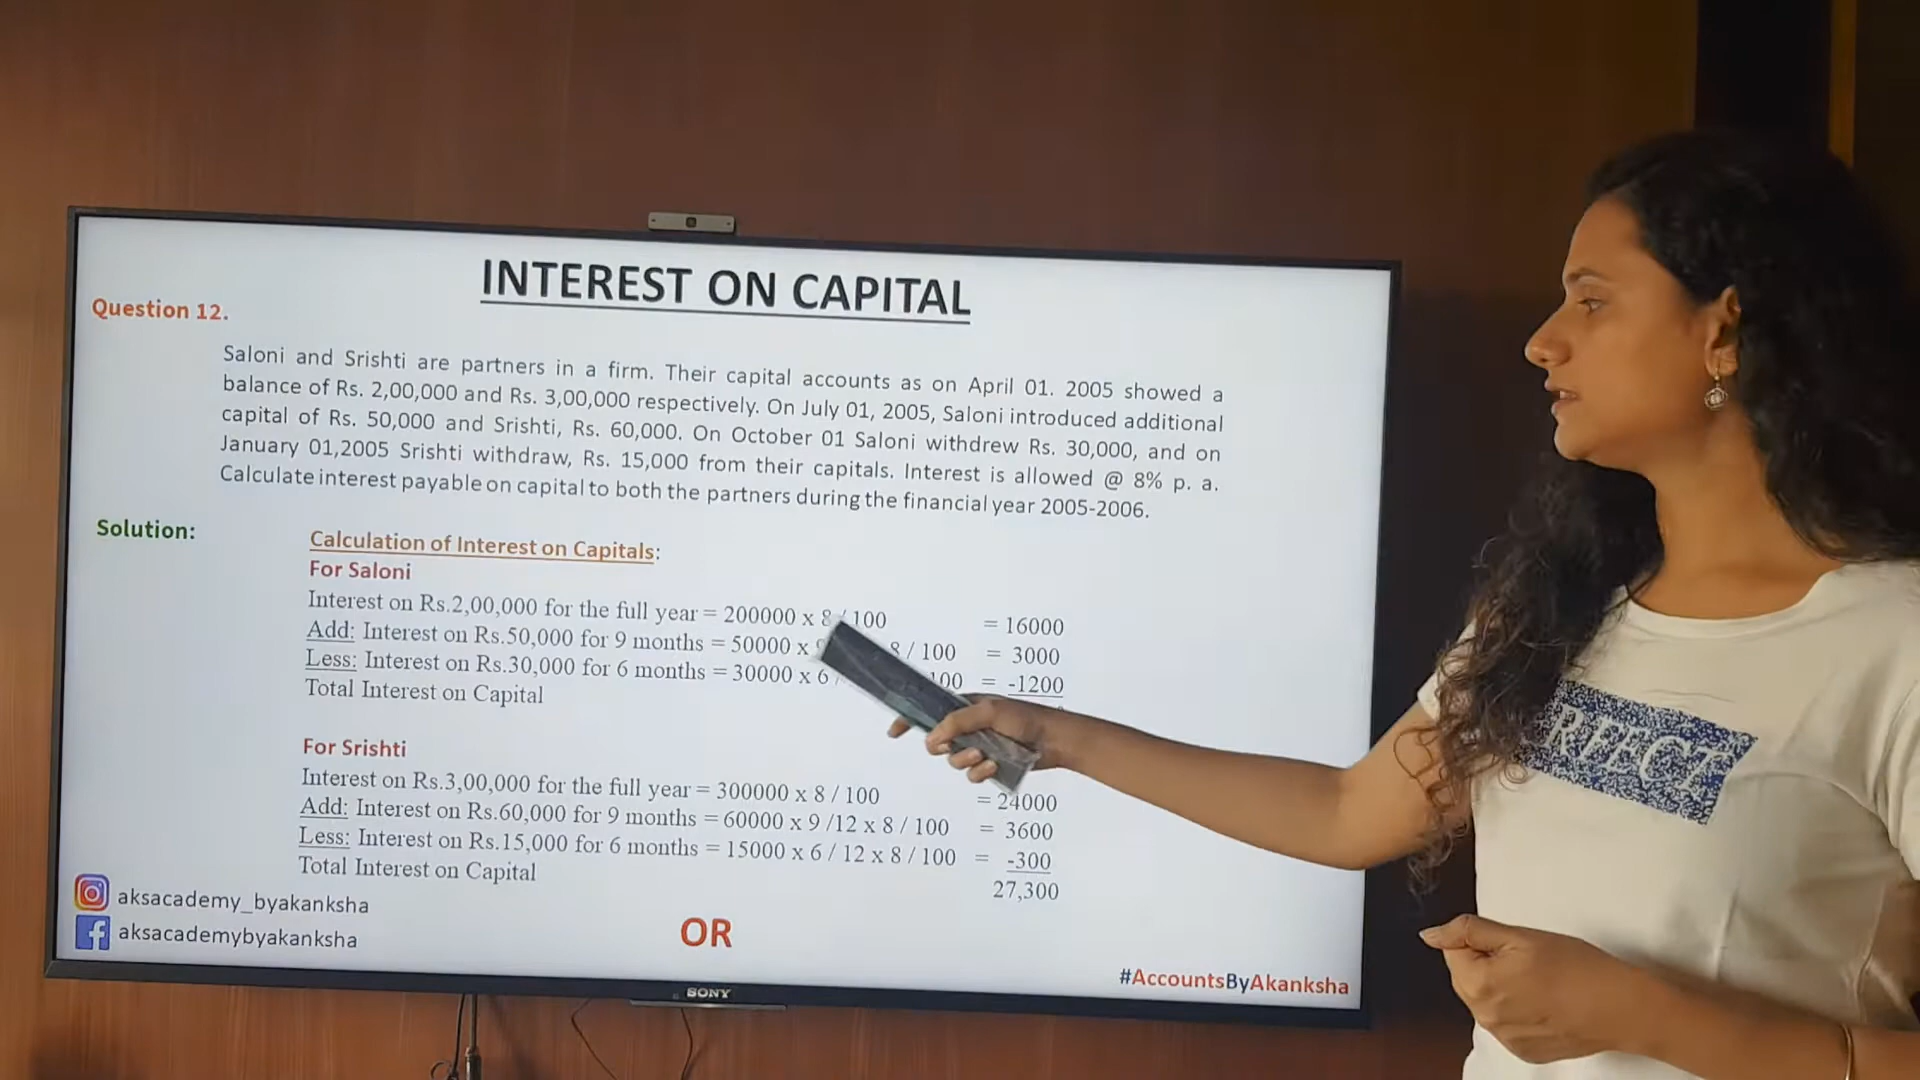 INTEREST ON CAPITAL
Question 12.
Saloni and Srishti are partners in a firm. Their capital accounts as on April 01. 2005 showed a
balance of Rs. 2,00,000 and Rs. 3,00,000 respectively. On July 01, 2005, Saloni introduced additional
capital of Rs. 50,000 and Srishti, Rs. 60,000. On October 01 Saloni withdrew Rs. 30,000, and on
January 01,2005 Srishti withdraw, Rs. 15,000 from their capitals. Interest is allowed @ 8% p. a.
Calculate interest payable on capital to both the partners during the financial year 2005-2006.
Solution:
Calculation of Interest on Capitals:
For Saloni
Interest on Rs.2,00,000 for the full year = 200000 x 8 / 100 = 16000
Add: Interest on Rs.50,000 for 9 months = 50000 x 8 / 100 = 3000
Less: Interest on Rs.30,000 for 6 months = 30000 x 6 / 100 = -1200
Total Interest on Capital
For Srishti
Interest on Rs.3,00,000 for the full year = 300000 x 8 / 100 = 24000
Add: Interest on Rs.60,000 for 9 months = 60000 x 9 /12 x 8 / 100 = 3600
Less: Interest on Rs.15,000 for 6 months = 15000 x 6 / 12 x 8 / 100 = -300
Total Interest on Capital 27,300
aksacademy_byakanksha
aksacademybyakanksha
OR
#AccountsByAkanksha
SONY